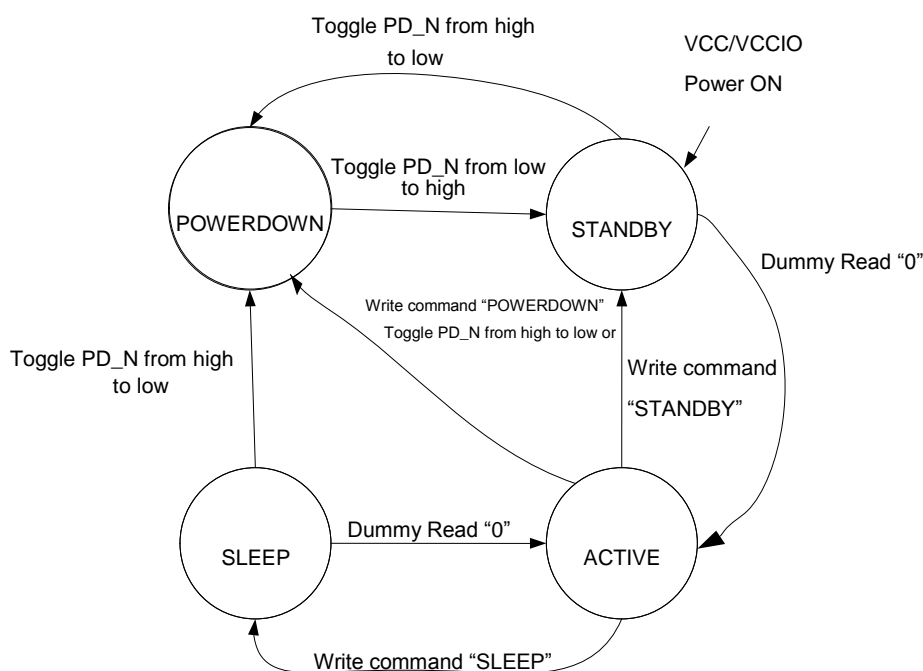 Toggle PD_N from high
to low
VCC/VCCIO
Power ON
Toggle PD_N from low
to high
POWERDOWN
STANDBY
Dummy Read “0”
Write command “POWERDOWN”
Toggle PD_N from high to low or
Toggle PD_N from high
to low
Write command
“STANDBY”
Dummy Read “0”
SLEEP
ACTIVE
Write command “SLEEP”